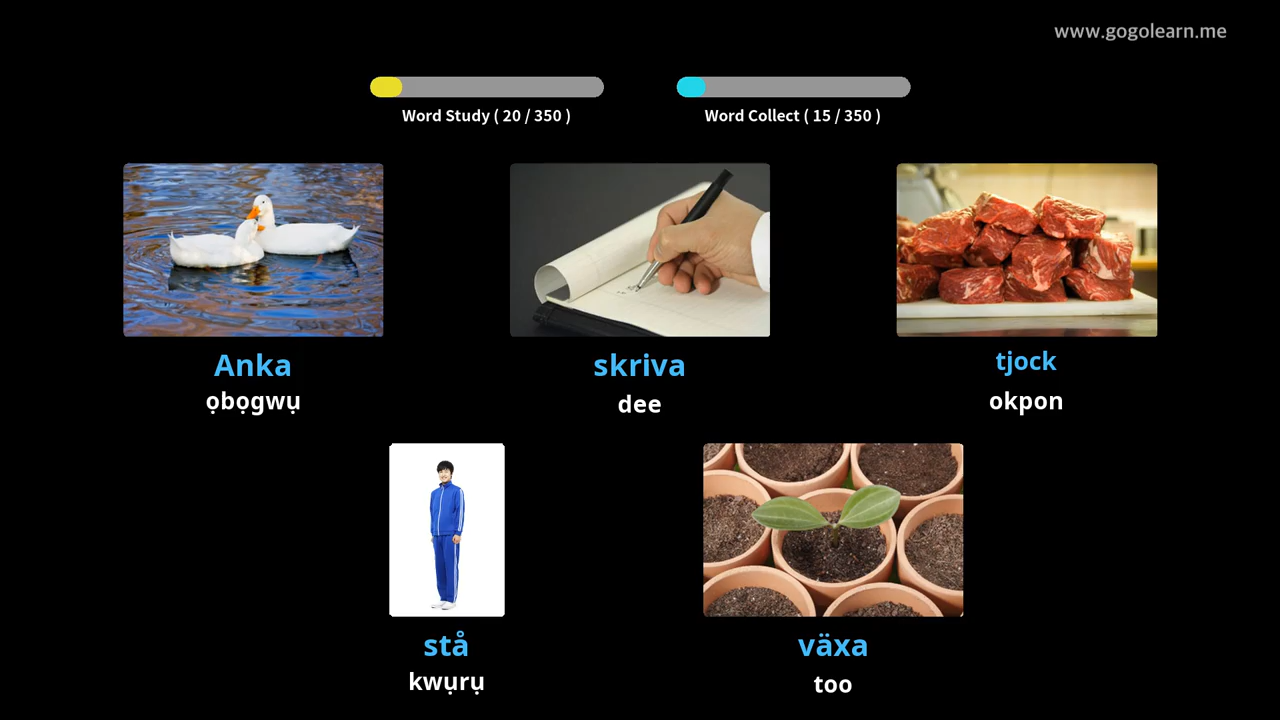 www.gogolearn.me
Word Study ( 20 / 350 )
Word Collect ( 15 / 350 )
Anka
ọbọgwụ
skriva
dee
tjock
okpon
stå
kwụrụ
växa
too